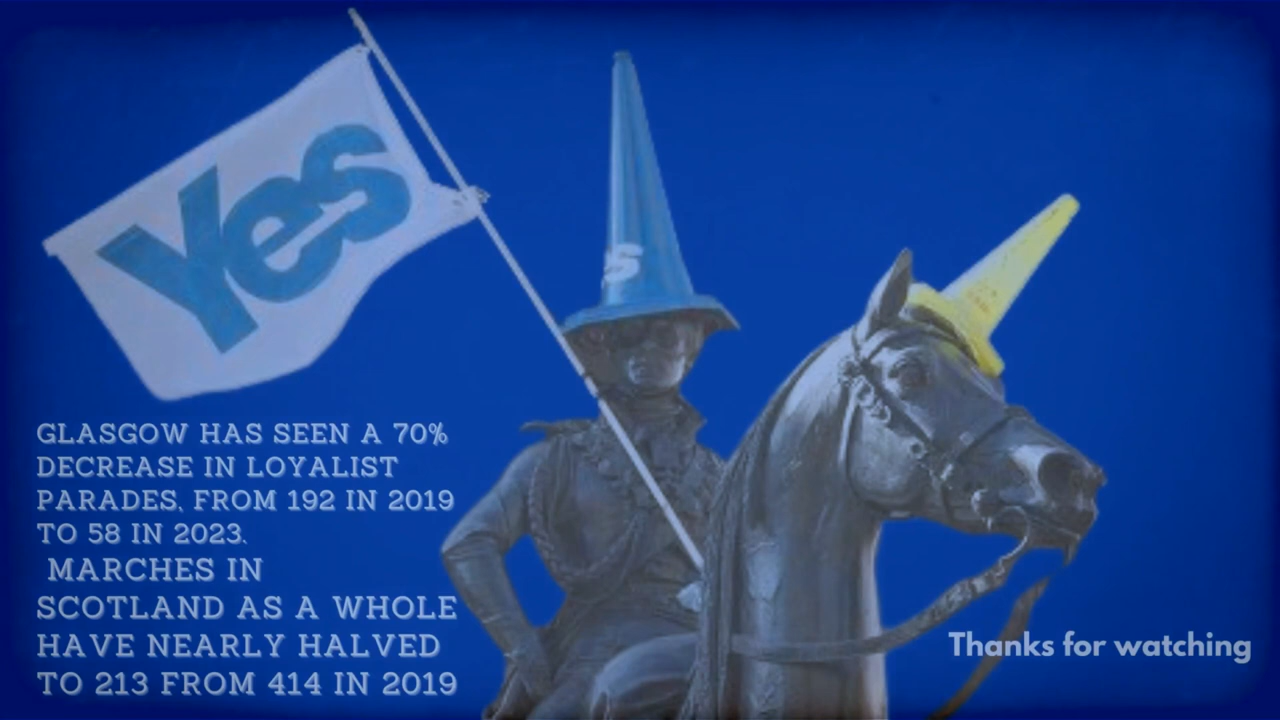 Yes
s
GLASGOW HAS SEEN A 70%
DECREASE IN LOYALIST
PARADES, FROM 192 IN 2019
TO 58 IN 2023.
MARCHES IN
SCOTLAND AS A WHOLE
HAVE NEARLY HALVED
TO 213 FROM 414 IN 2019
Thanks for watching